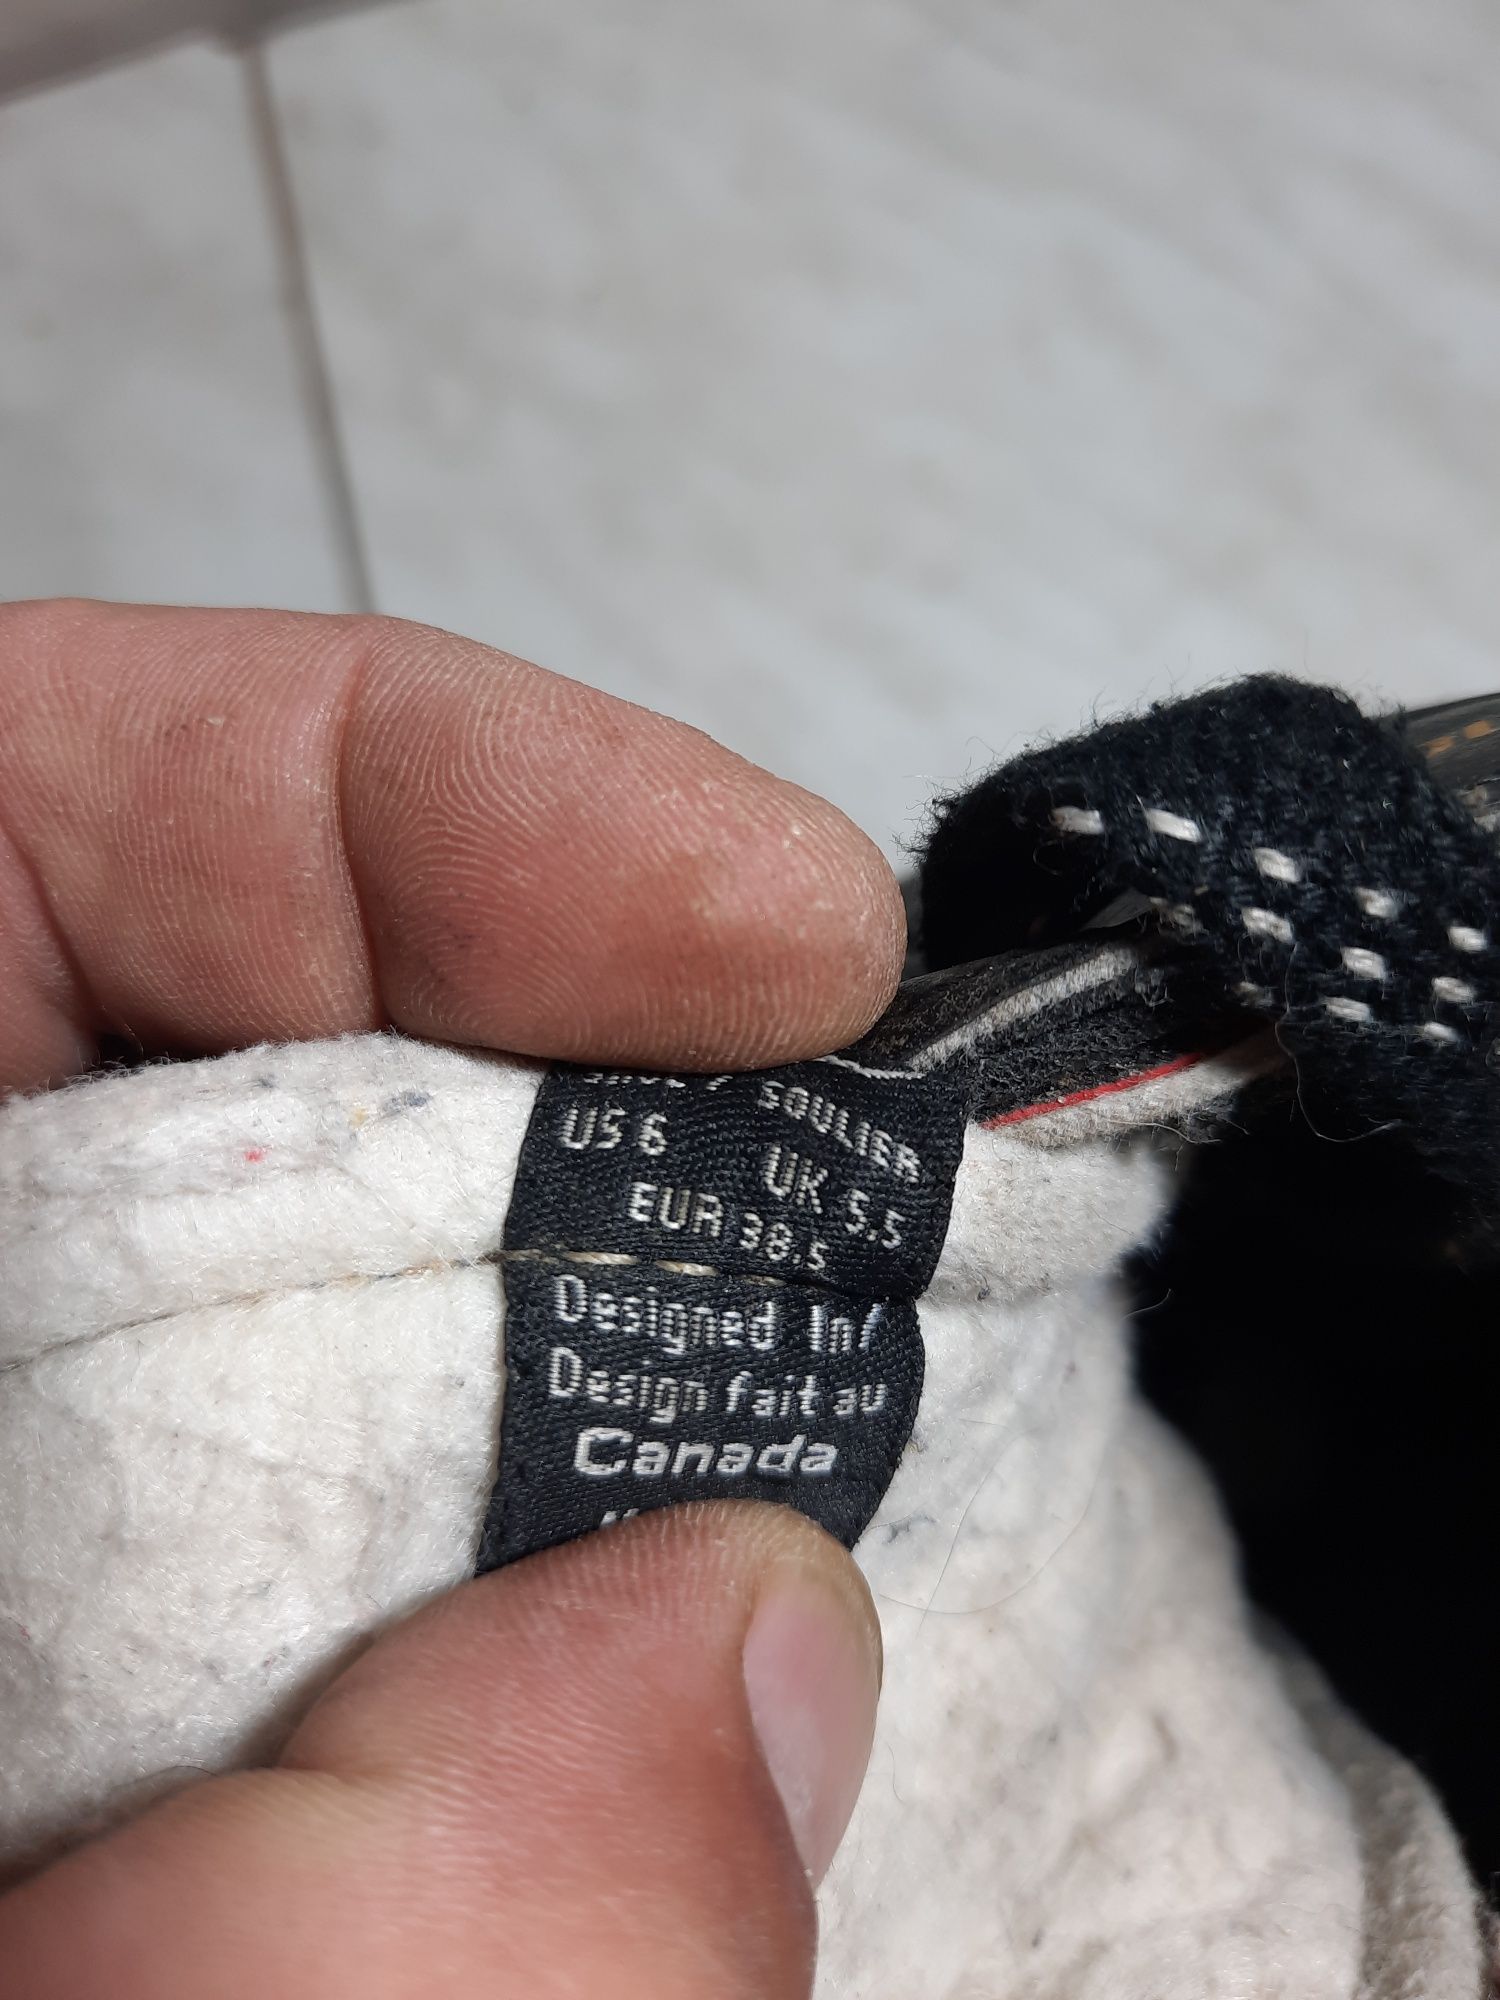 SOULIER
US 6 UK 5.5
EUR 38.5
Designed In/
Design fait au
Canada